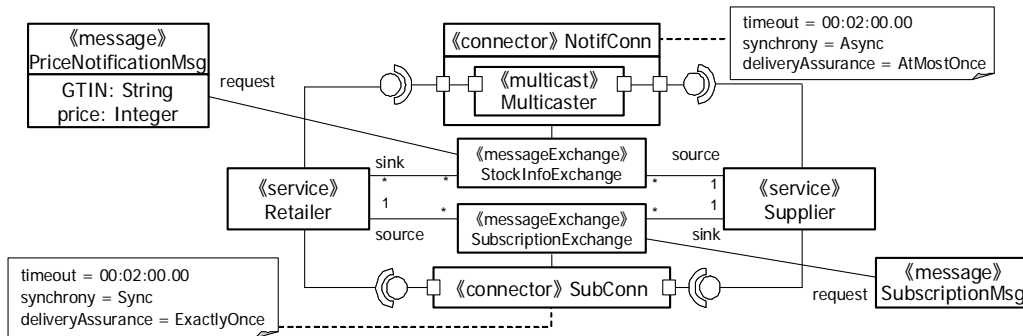 «message»
PriceNotificationMsg
GTIN: String
price: Integer
request
«connector» NotifConn
«multicast»
Multicaster
timeout = 00:02:00.00
synchrony = Async
deliveryAssurance = AtMostOnce
«messageExchange»
StockInfoExchange
sink
* *
source
* 1
«service»
Retailer
«service»
Supplier
1 *
source
«messageExchange»
SubscriptionExchange
* 1
sink
timeout = 00:02:00.00
synchrony = Sync
deliveryAssurance = ExactlyOnce
«connector» SubConn
request
«message»
SubscriptionMsg